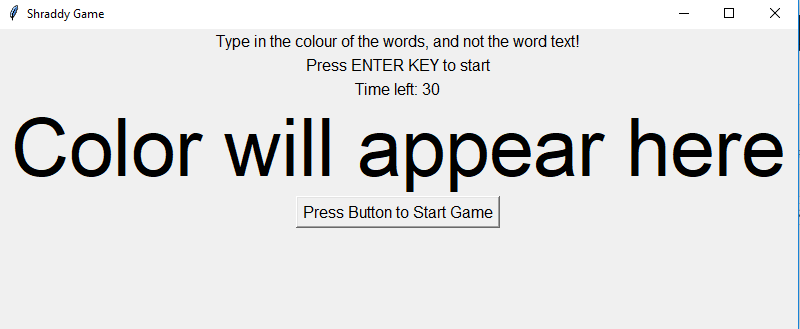 Shraddy Game
Type in the colour of the words, and not the word text!
Press ENTER KEY to start
Time left: 30
Color will appear here
Press Button to Start Game